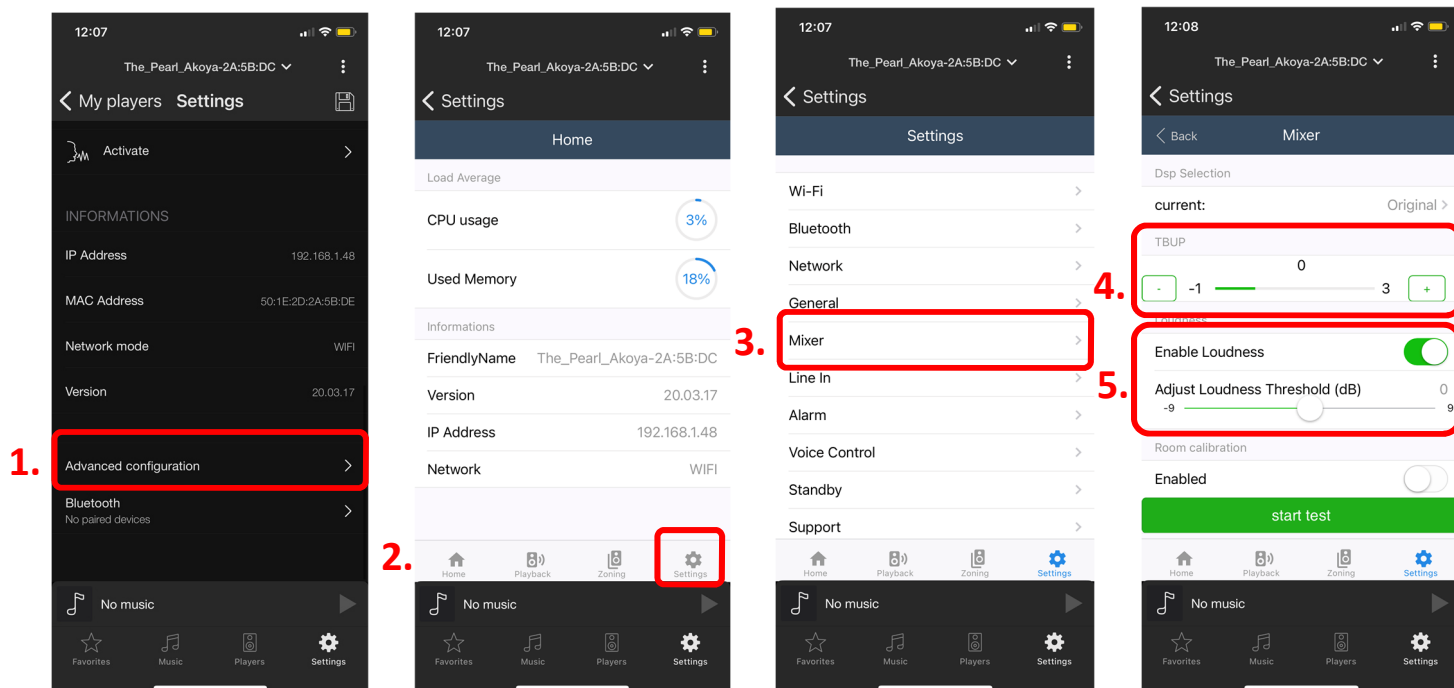 12:07
The_Pearl_Akoya-2A:5B:DC
My players Settings
Activate
INFORMATIONS
IP Address 192.168.1.48
MAC Address 50:1E:2D:2A:5B:DE
Network mode WIFI
Version 20.03.17
1.
Advanced configuration
Bluetooth
No paired devices
No music
Favorites Music Players Settings
12:07
The_Pearl_Akoya-2A:5B:DC
Settings
Home
Load Average
CPU usage 3%
Used Memory 18%
Informations
FriendlyName The_Pearl_Akoya-2A:5B:DC
Version 20.03.17
IP Address 192.168.1.48
Network WIFI
2.
Home Playback Zoning Settings
No music
Favorites Music Players Settings
12:07
The_Pearl_Akoya-2A:5B:DC
Settings
Settings
Wi-Fi
Bluetooth
Network
General
3.
Mixer
Line In
Alarm
Voice Control
Standby
Support
Home Playback Zoning Settings
No music
Favorites Music Players Settings
12:08
The_Pearl_Akoya-2A:5B:DC
Settings
Back Mixer
Dsp Selection
current: Original
TBUP
0
4.
- -1 3 +
Loudness
Enable Loudness
5.
Adjust Loudness Threshold (dB) 0
-9 9
Room calibration
Enabled
start test
Home Playback Zoning Settings
No music
Favorites Music Players Settings